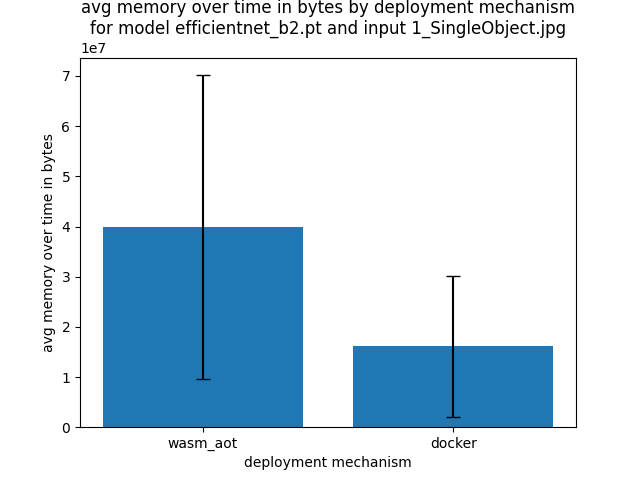 avg memory over time in bytes by deployment mechanism
for model efficientnet_b2.pt and input 1_SingleObject.jpg
1e7
7
6
5
4
3
2
1
0
avg memory over time in bytes
wasm_aot docker
deployment mechanism